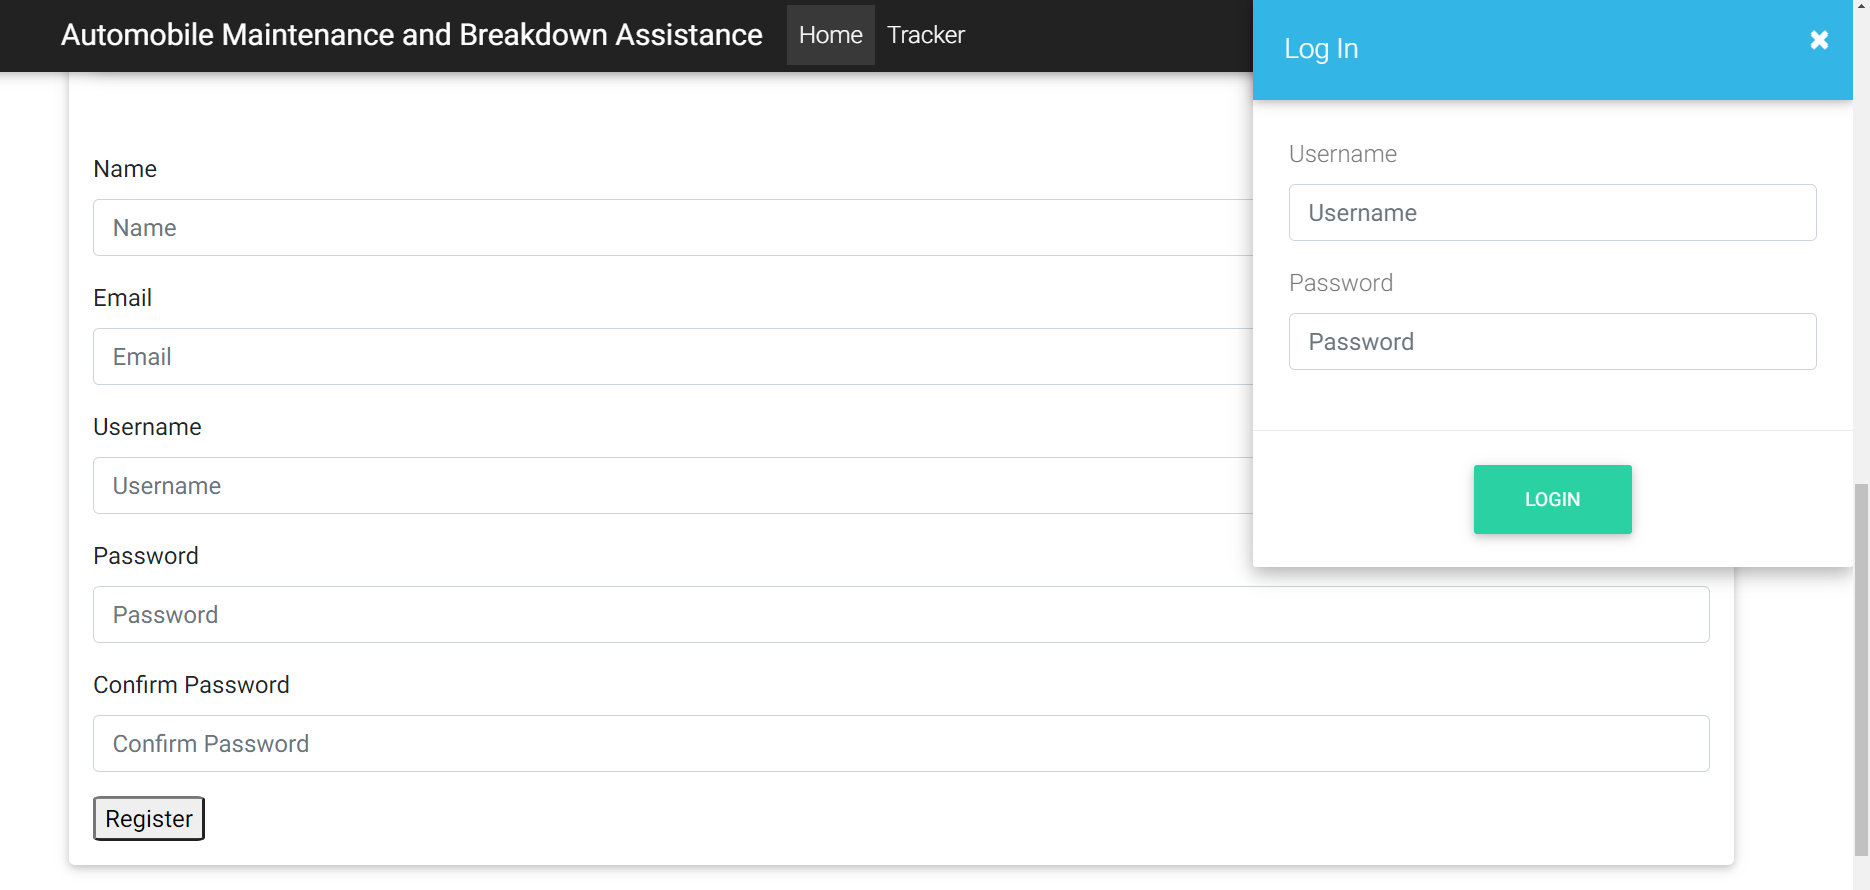 Automobile Maintenance and Breakdown Assistance Home Tracker
Name
Name
Email
Email
Username
Username
Password
Password
Confirm Password
Confirm Password
Register
Log In
Username
Username
Password
Password
LOGIN